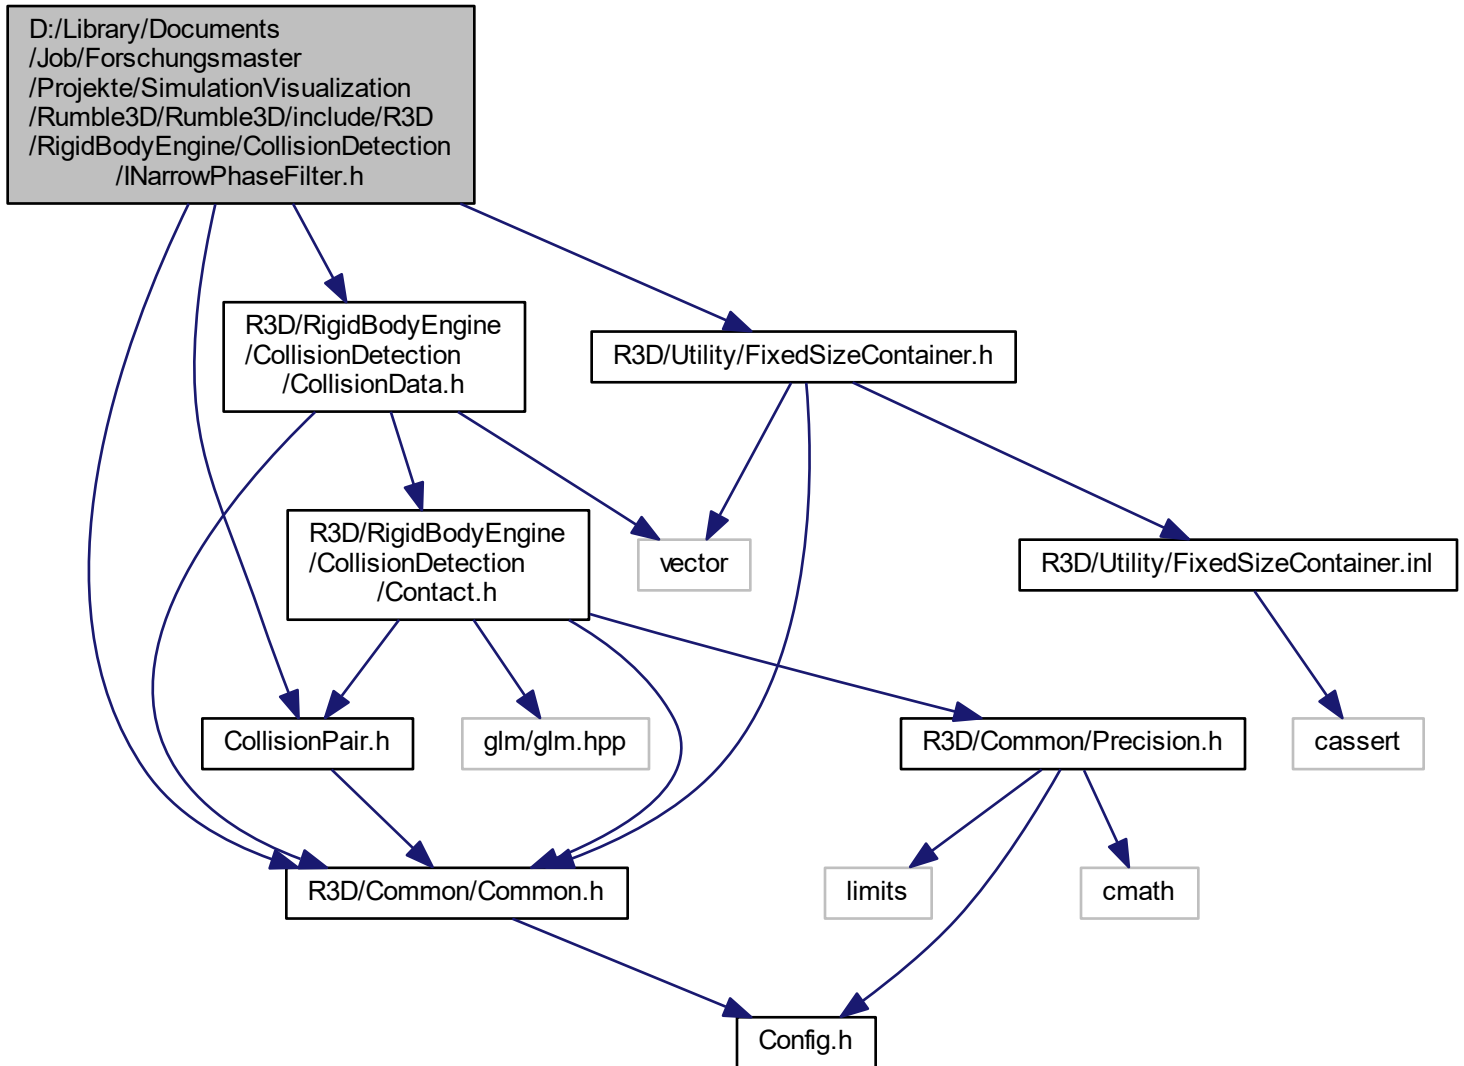 D:/Library/Documents
/Job/Forschungsmaster
/Projekte/SimulationVisualization
/Rumble3D/Rumble3D/include/R3D
/RigidBodyEngine/CollisionDetection
/INarrowPhaseFilter.h
R3D/RigidBodyEngine
/CollisionDetection
/CollisionData.h
R3D/Utility/FixedSizeContainer.h
R3D/RigidBodyEngine
/CollisionDetection
/Contact.h
vector
R3D/Utility/FixedSizeContainer.inl
CollisionPair.h
glm/glm.hpp
R3D/Common/Precision.h
cassert
R3D/Common/Common.h
limits
cmath
Config.h